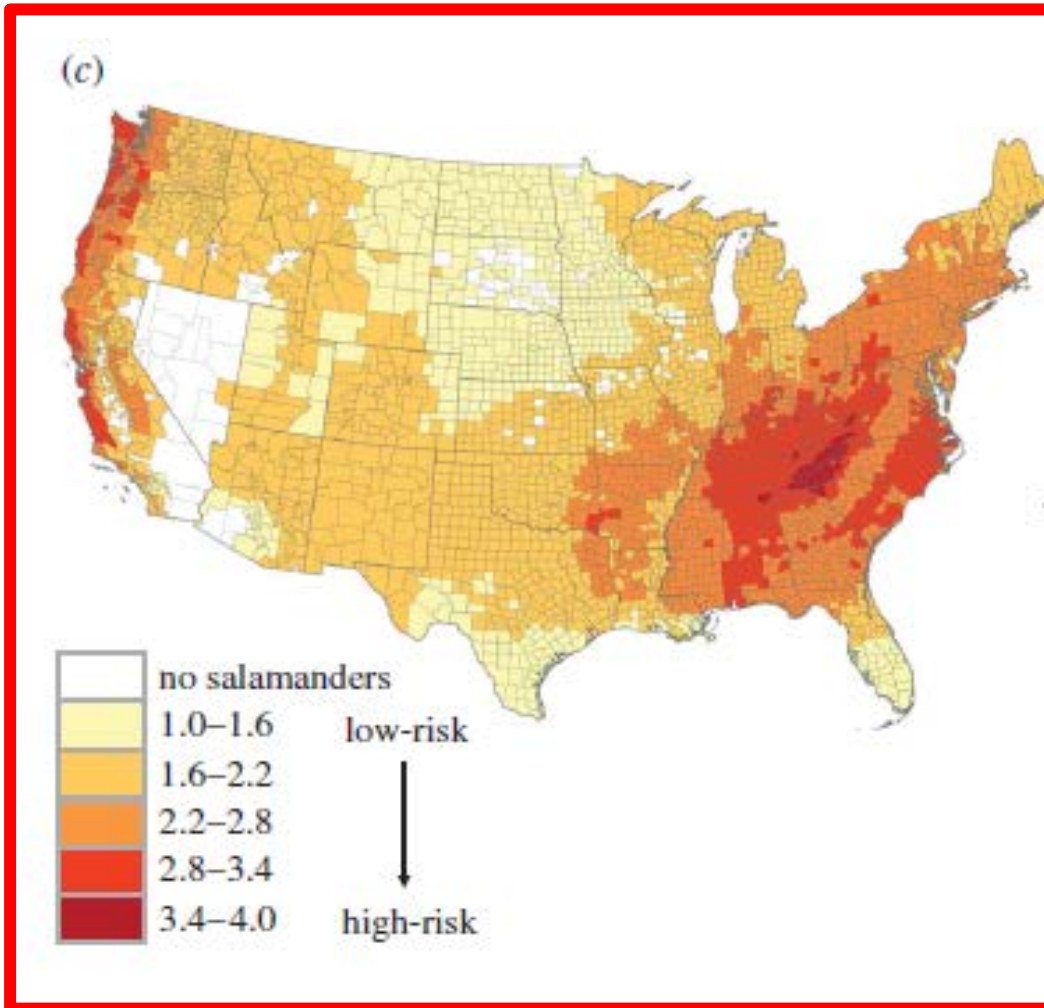 (c)
no salamanders
1.0–1.6 low-risk
1.6–2.2
2.2–2.8
2.8–3.4
3.4–4.0 high-risk